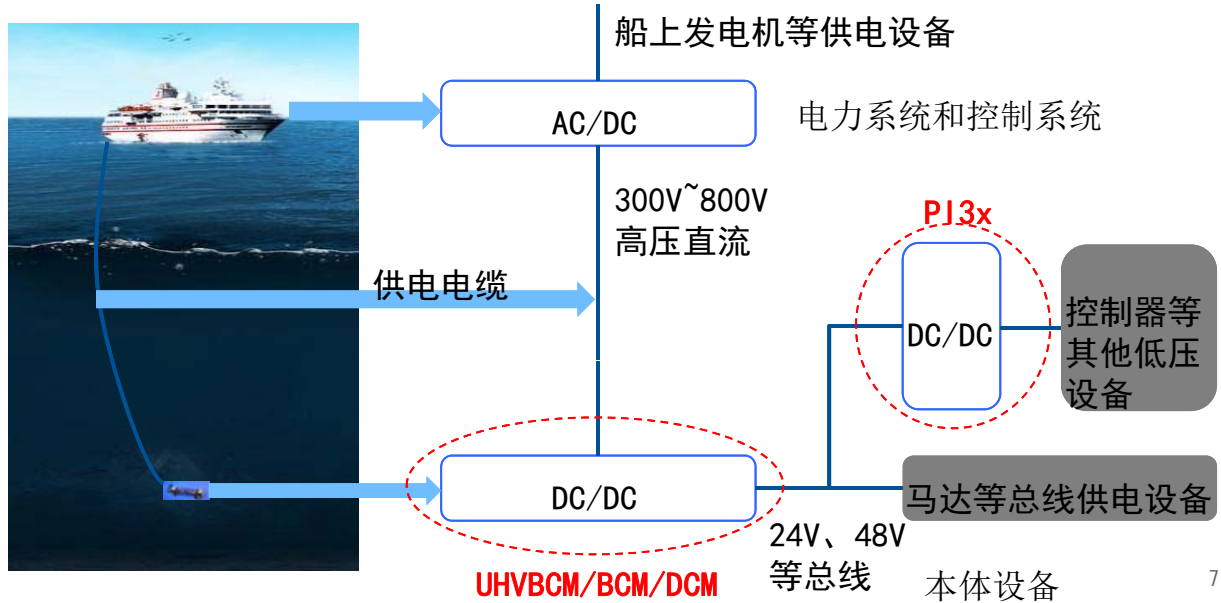 船上发电机等供电设备
AC/DC
电力系统和控制系统
300V~800V
高压直流
PI3x
供电电缆
DC/DC
控制器等
其他低压
设备
DC/DC
马达等总线供电设备
24V、48V
等总线
UHVBCM/BCM/DCM
本体设备
7